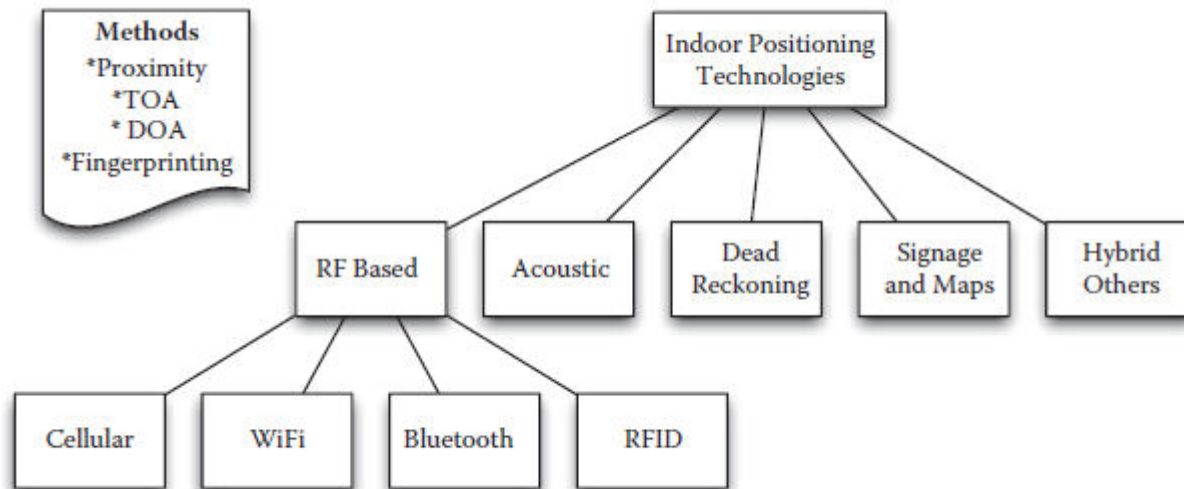 Methods
*Proximity
*TOA
* DOA
*Fingerprinting
Indoor Positioning
Technologies
RF Based
Acoustic
Dead
Reckoning
Signage
and Maps
Hybrid
Others
Cellular
WiFi
Bluetooth
RFID